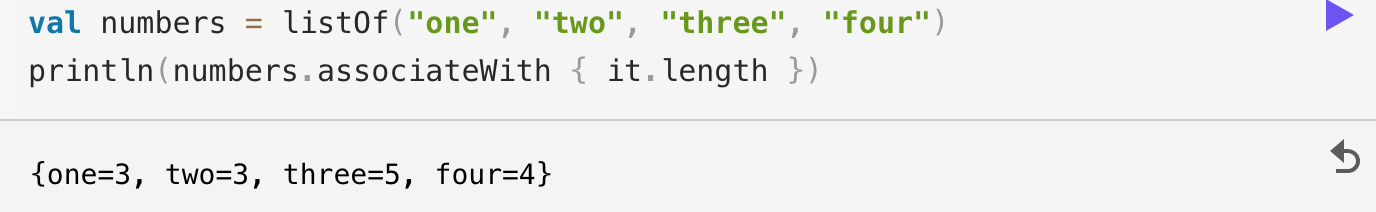 val numbers = listOf("one", "two", "three", "four")
println(numbers.associateWith { it.length })
{one=3, two=3, three=5, four=4}